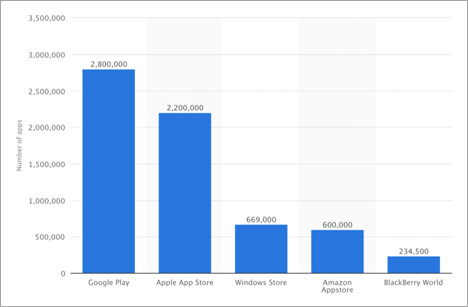 3,500,000
3,000,000
2,500,000
2,000,000
1,500,000
1,000,000
500,000
0
Number of apps
2,800,000
2,200,000
669,000
600,000
234,500
Google Play
Apple App Store
Windows Store
Amazon
Appstore
BlackBerry World